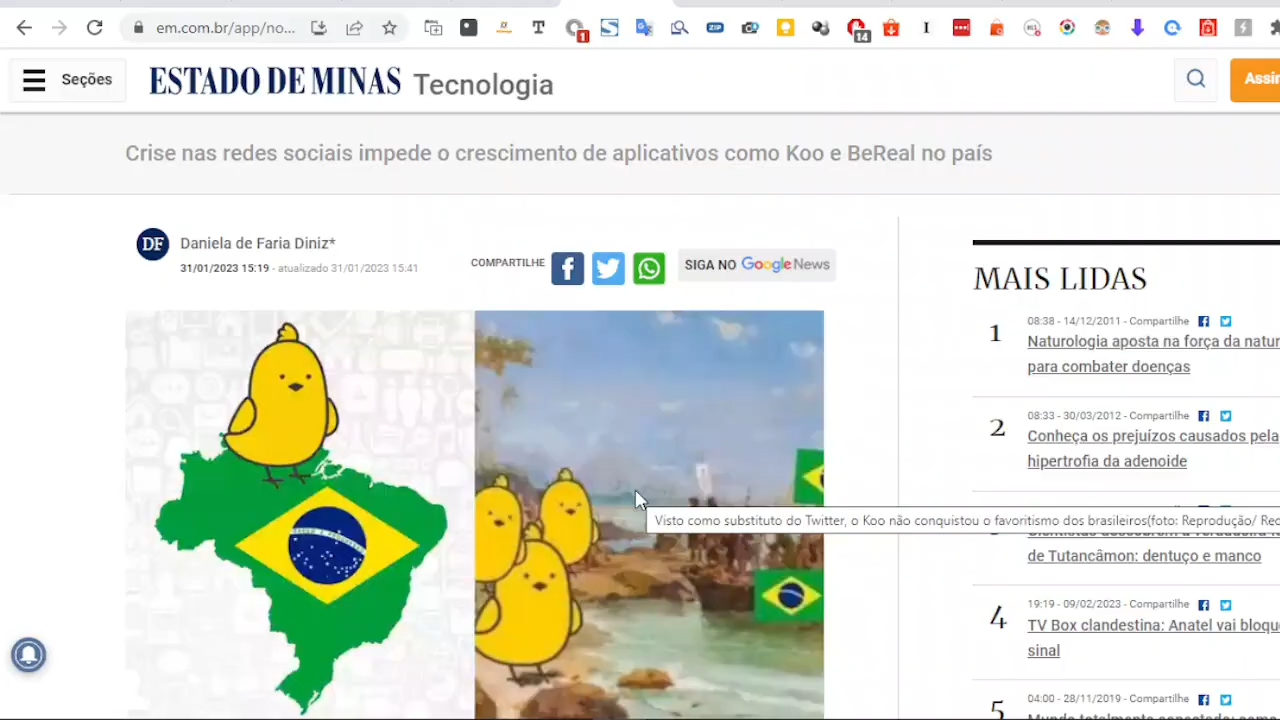 em.com.br/app/no...
T
1
ZIP
14
I
Seções
ESTADO DE MINAS
Tecnologia
Assi
Crise nas redes sociais impede o crescimento de aplicativos como Koo e BeReal no país
DF
Daniela de Faria Diniz*
31/01/2023 15:19 - atualizado 31/01/2023 15:41
COMPARTILHE
SIGA NO Google News
Visto como substituto do Twitter, o Koo não conquistou o favoritismo dos brasileiros(foto: Reprodução/ Rec
MAIS LIDAS
1
08:38 - 14/12/2011 - Compartilhe
Naturologia aposta na força da natur
para combater doenças
2
08:33 - 30/03/2012 - Compartilhe
Conheça os prejuízos causados pela
hipertrofia da adenoide
de Tutancâmon: dentuço e manco
4
19:19 - 09/02/2023 - Compartilhe
TV Box clandestina: Anatel vai bloqu
sinal
5
04:00 - 28/11/2019 - Compartilhe